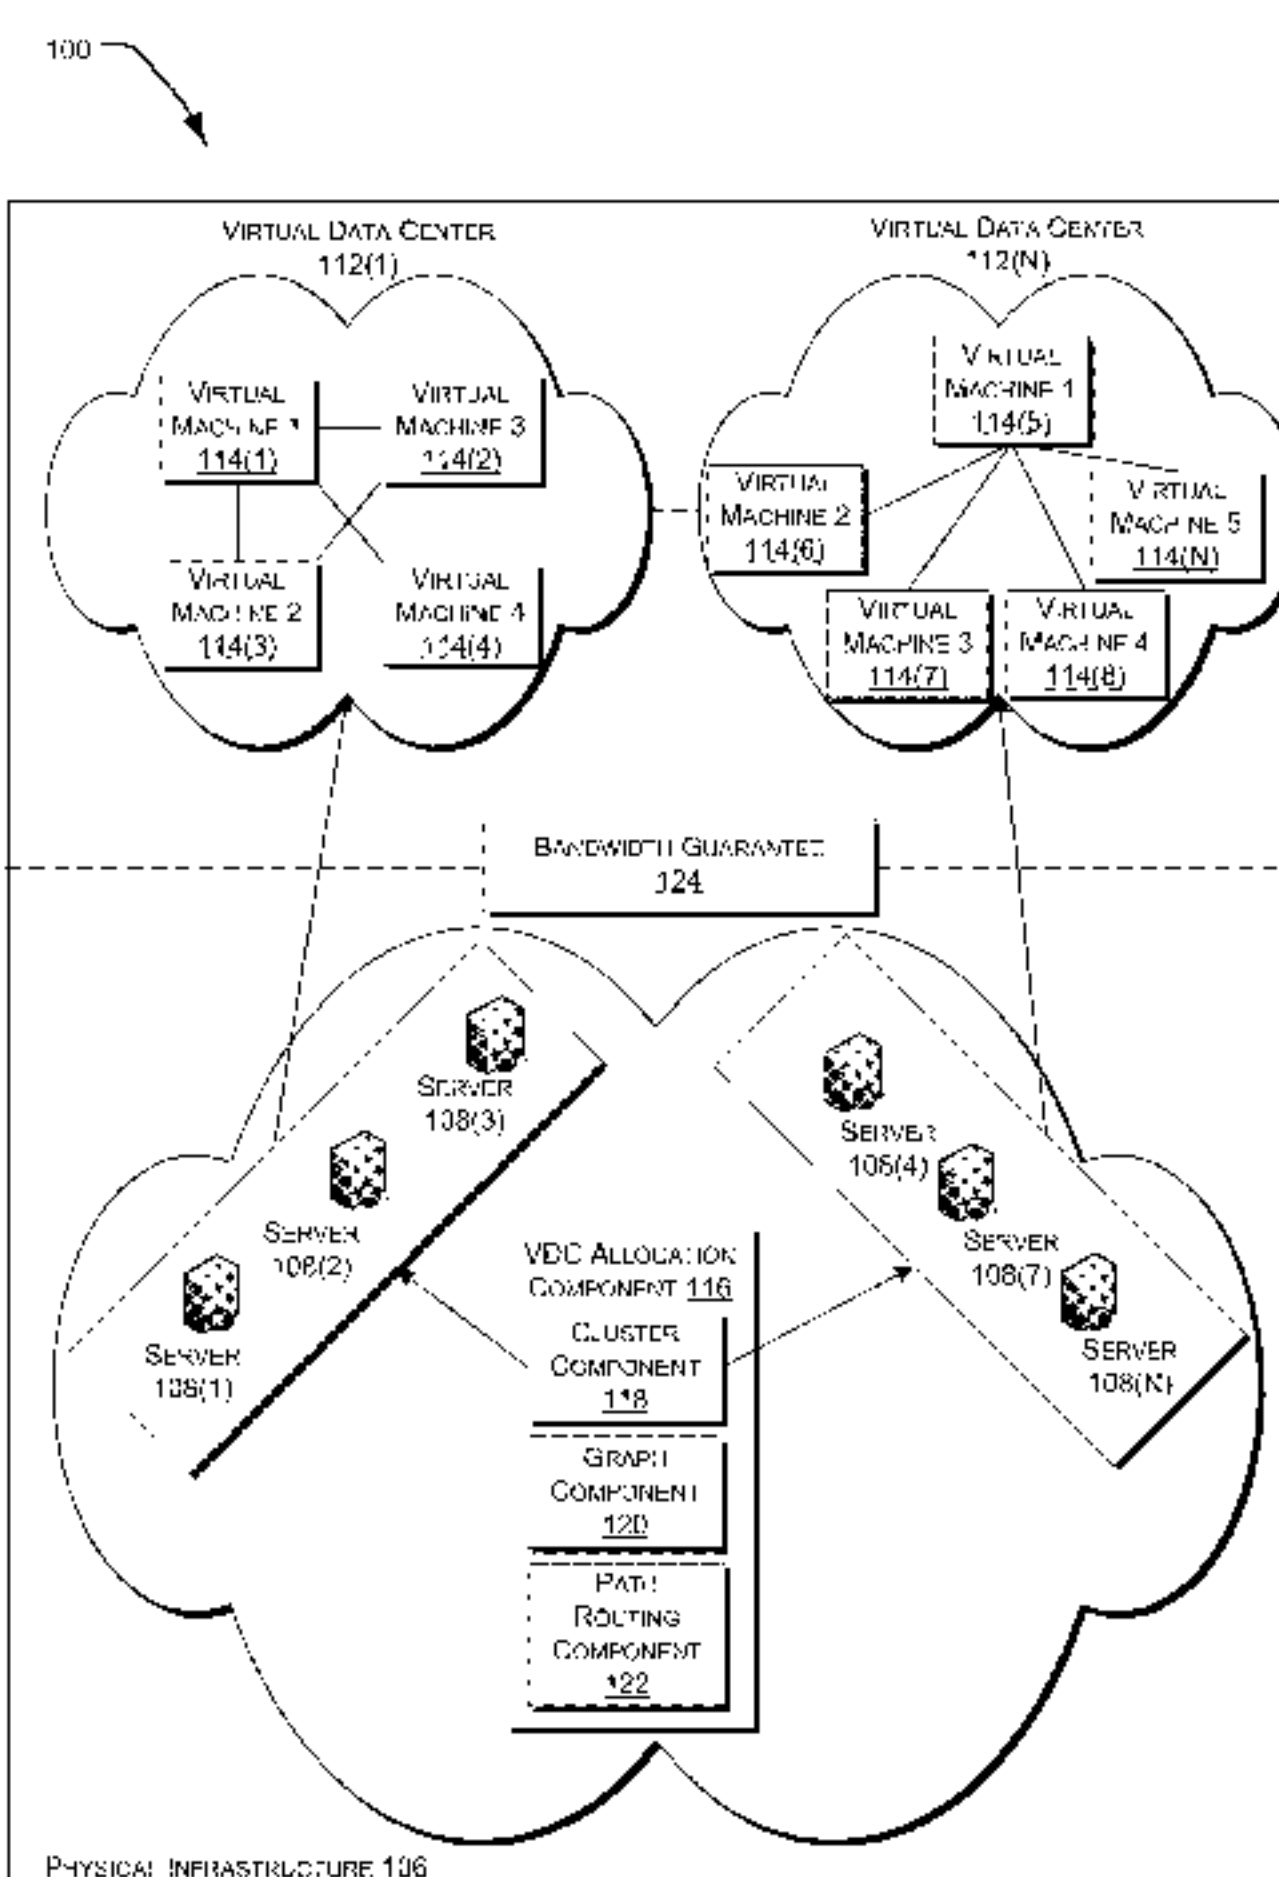 100
VIRTUAL DATA CENTER
112(1)
VIRTUAL DATA CENTER
112(N)
VIRTUAL
MACHINE 1
114(1)
VIRTUAL
MACHINE 3
114(2)
VIRTUAL
MACHINE 2
114(3)
VIRTUAL
MACHINE 4
114(4)
VIRTUAL
MACHINE 1
114(5)
VIRTUAL
MACHINE 2
114(6)
VIRTUAL
MACHINE 5
114(N)
VIRTUAL
MACHINE 3
114(7)
VIRTUAL
MACHINE 4
114(8)
BANDWIDTH GUARANTEE
124
SERVER
108(3)
SERVER
108(2)
SERVER
108(1)
SERVER
108(4)
SERVER
108(7)
SERVER
108(N)
VDC ALLOCATION
COMPONENT 116
CLUSTER
COMPONENT
118
GRAPH
COMPONENT
120
PATH
ROUTING
COMPONENT
122
PHYSICAL INFRASTRUCTURE 106